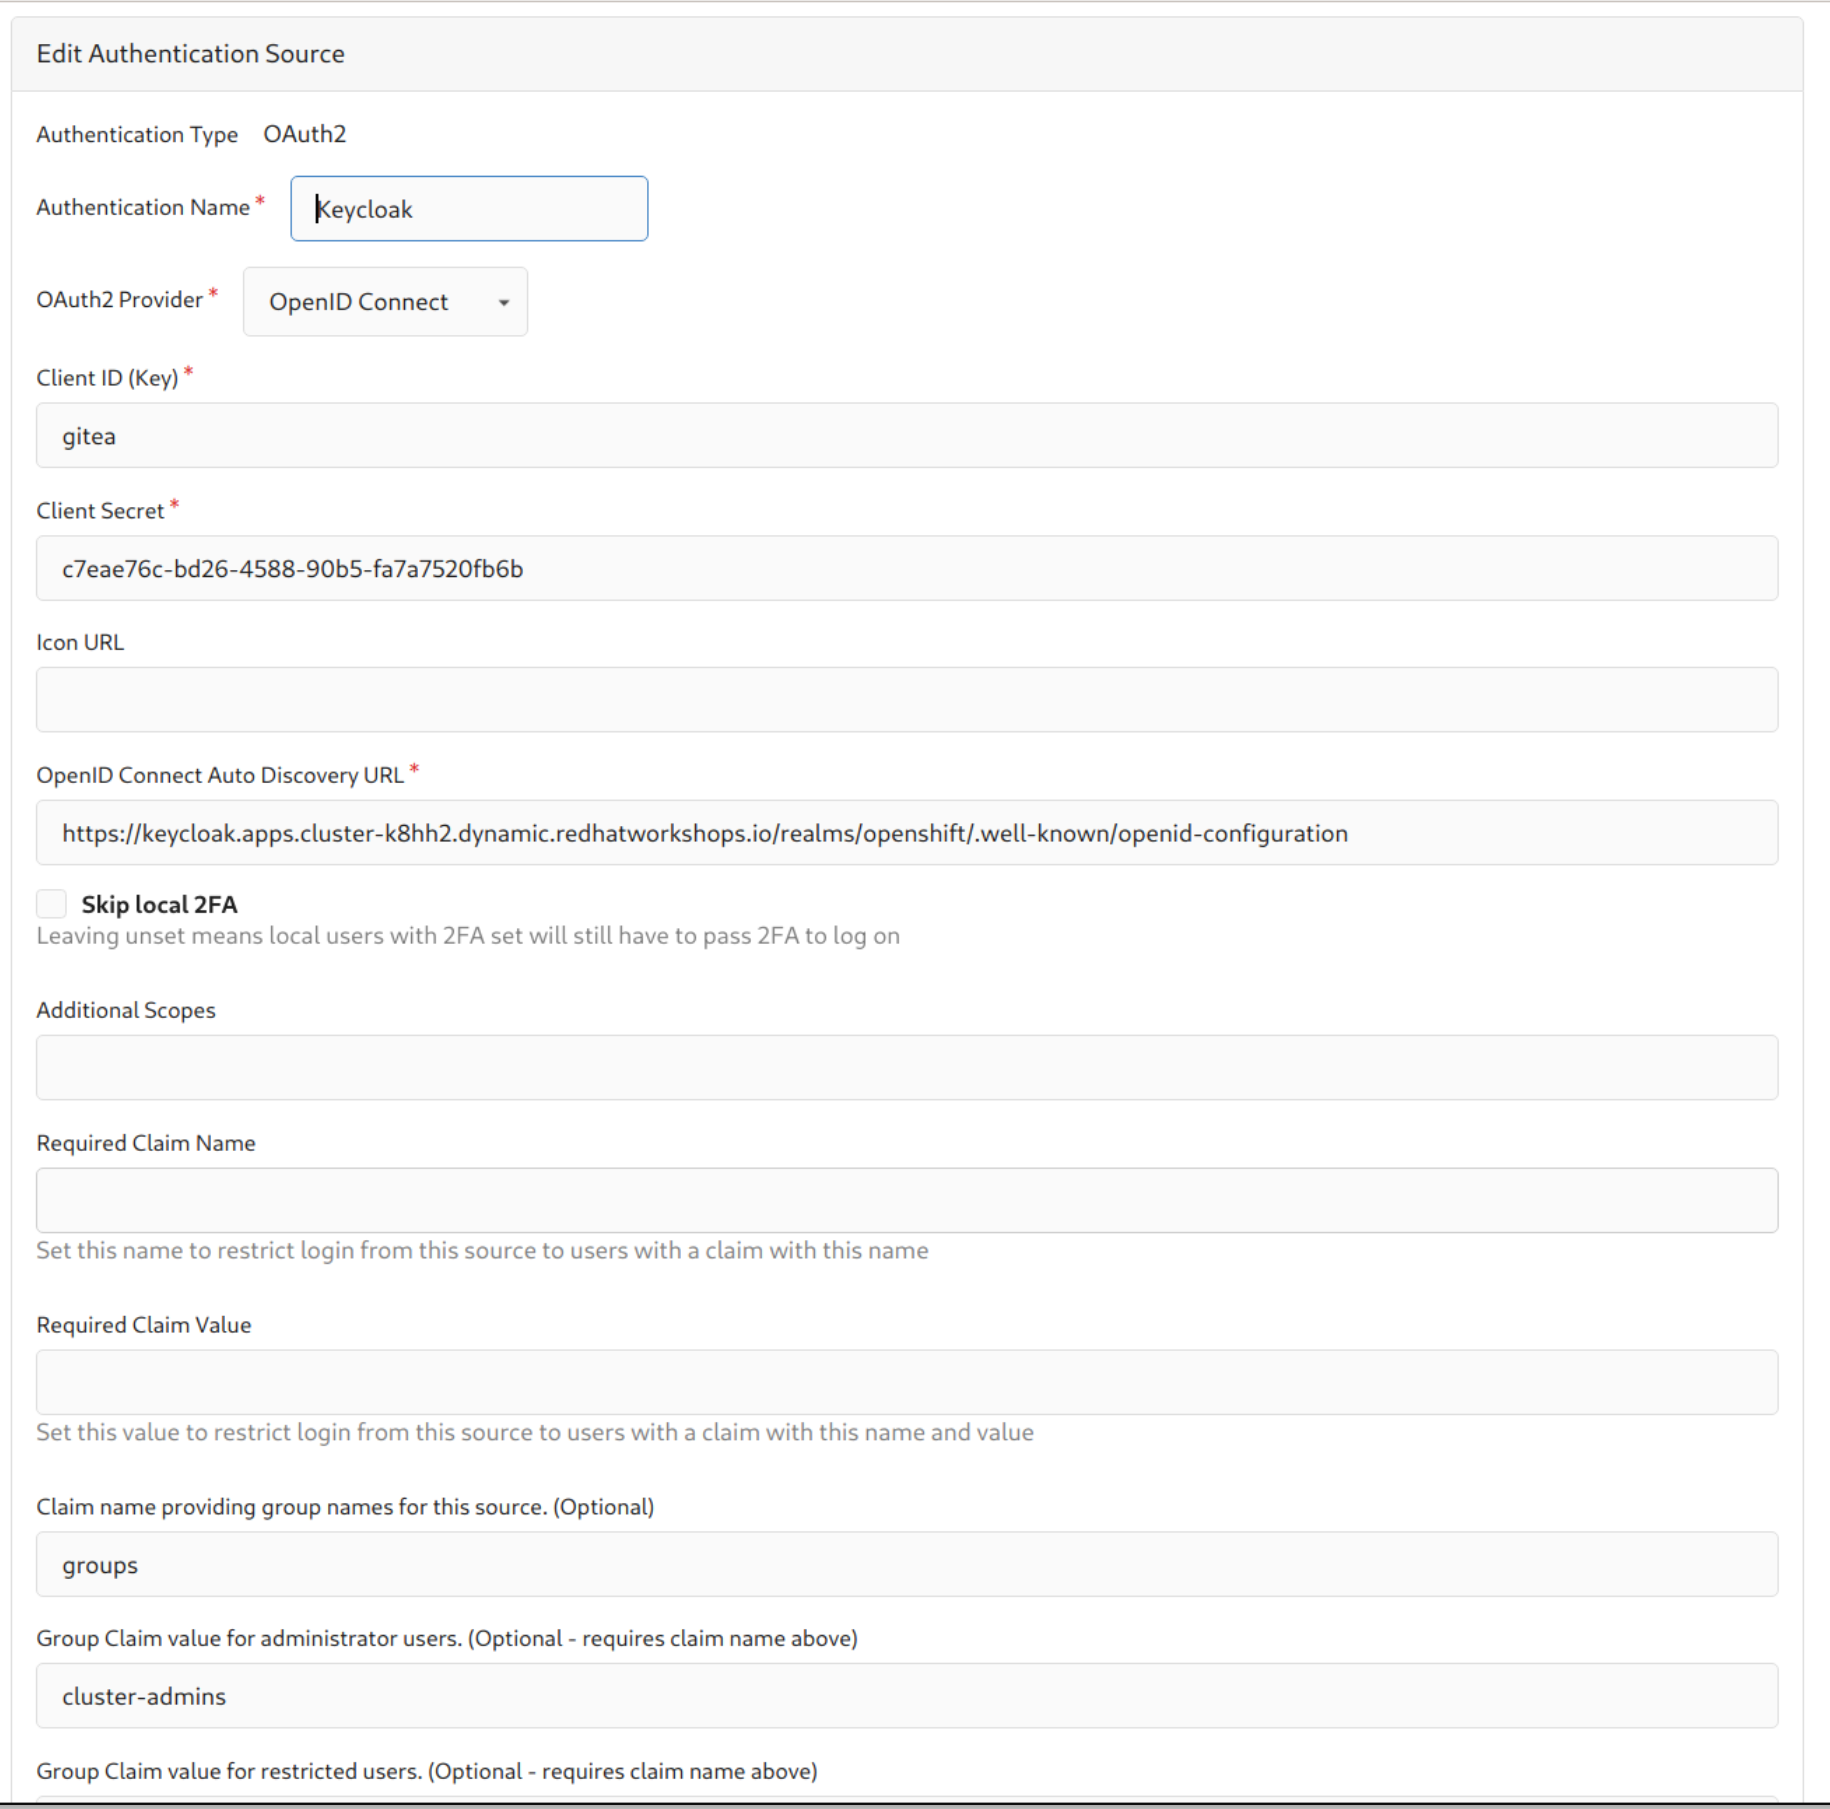 Edit Authentication Source
Authentication Type OAuth2
Authentication Name * Keycloak
OAuth2 Provider * OpenID Connect
Client ID (Key) *
gitea
Client Secret *
c7eae76c-bd26-4588-90b5-fa7a7520fb6b
Icon URL
OpenID Connect Auto Discovery URL *
https://keycloak.apps.cluster-k8hh2.dynamic.redhatworkshops.io/realms/openshift/.well-known/openid-configuration
Skip local 2FA
Leaving unset means local users with 2FA set will still have to pass 2FA to log on
Additional Scopes
Required Claim Name
Set this name to restrict login from this source to users with a claim with this name
Required Claim Value
Set this value to restrict login from this source to users with a claim with this name and value
Claim name providing group names for this source. (Optional)
groups
Group Claim value for administrator users. (Optional - requires claim name above)
cluster-admins
Group Claim value for restricted users. (Optional - requires claim name above)